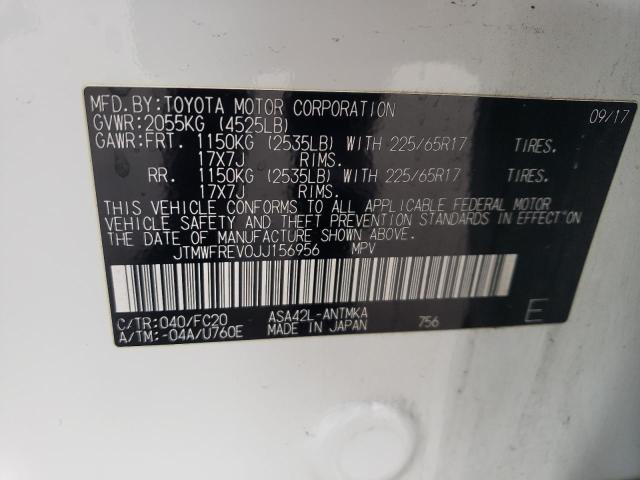 MFD.BY:TOYOTA MOTOR CORPORATION 09/17
GVWR:2055KG (4525LB)
GAWR:FRT. 1150KG (2535LB) WITH 225/65R17 TIRES.
17X7J RIMS.
RR. 1150KG (2535LB) WITH 225/65R17 TIRES.
17X7J RIMS.
THIS VEHICLE CONFORMS TO ALL APPLICABLE FEDERAL MOTOR
VEHICLE SAFETY AND THEFT PREVENTION STANDARDS IN EFFECT ON
THE DATE OF MANUFACTURE SHOWN ABOVE.
JTMWFREV0JJ156956 MPV
C/TR:040/FC20 ASA42L-ANTMKA 756
A/TM:-04A/U760E MADE IN JAPAN E